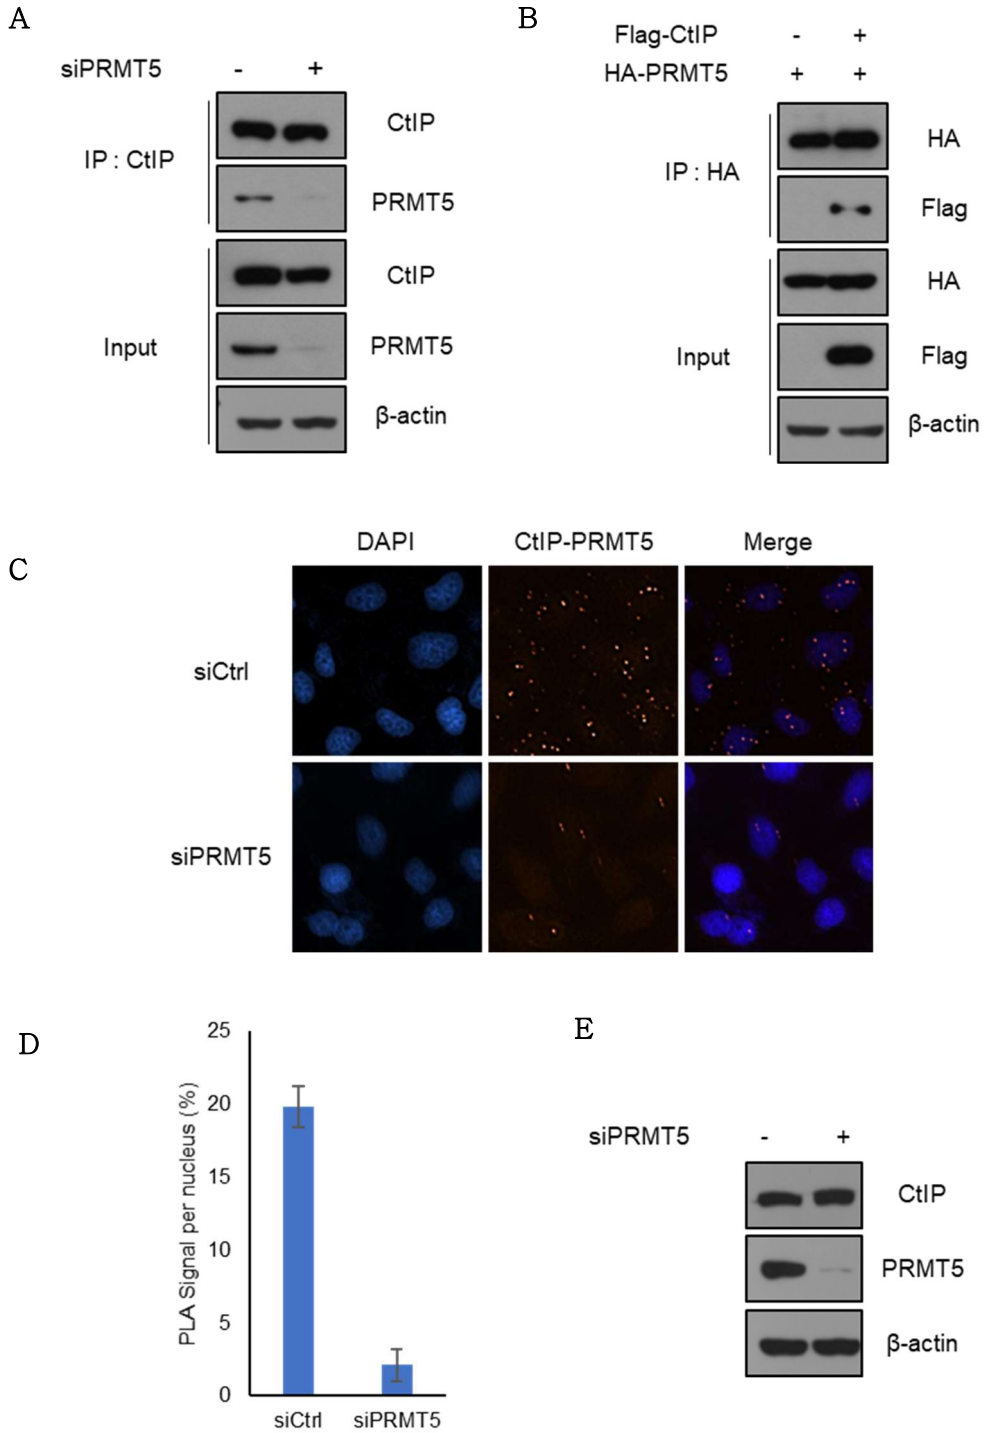 A
siPRMT5 - +
IP : CtIP
CtIP
PRMT5
Input
CtIP
PRMT5
β-actin
B
Flag-CtIP - +
HA-PRMT5 + +
IP : HA
HA
Flag
Input
HA
Flag
β-actin
C
DAPI CtIP-PRMT5 Merge
siCtrl
siPRMT5
D
PLA Signal per nucleus (%)
25
20
15
10
5
0
siCtrl siPRMT5
E
siPRMT5 - +
CtIP
PRMT5
β-actin